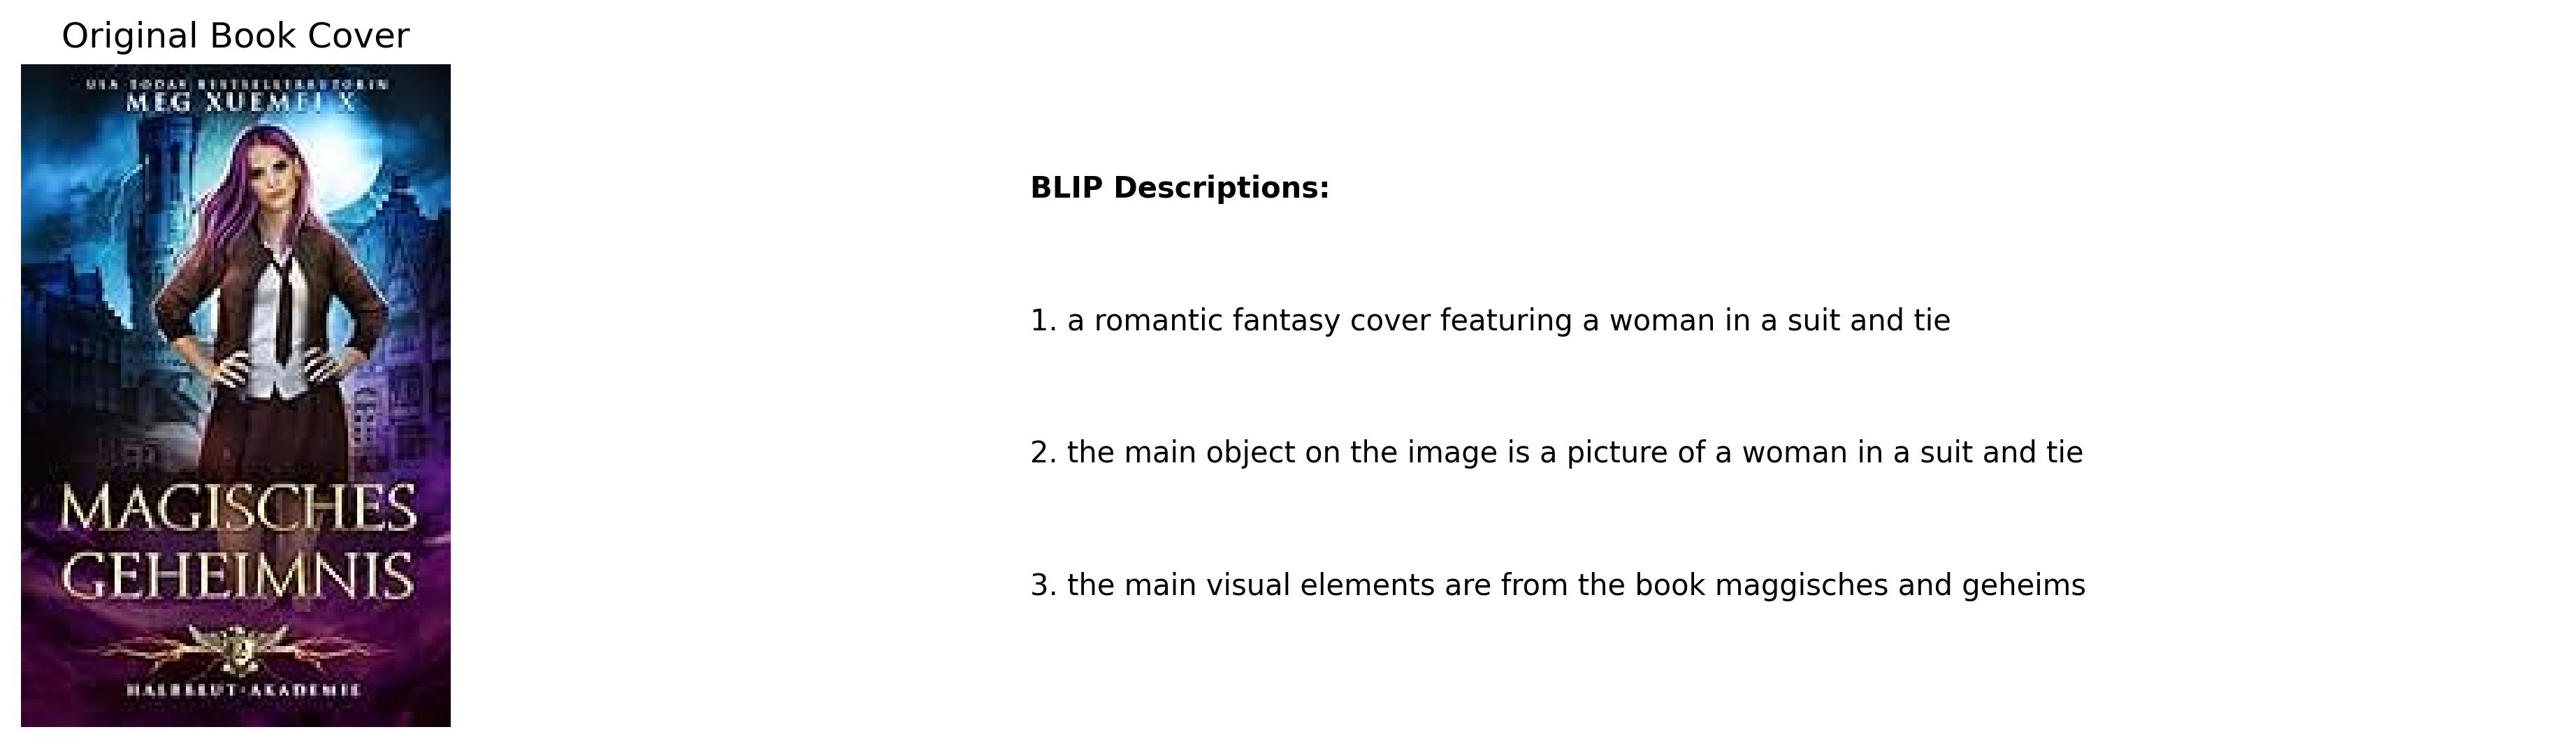 Original Book Cover
USA TODAY BESTSELLERAUTORIN
MEG XUEMEI X
MAGISCHES
GEHEIMNIS
2
HALBBLUT-AKADEMIE
BLIP Descriptions:
1. a romantic fantasy cover featuring a woman in a suit and tie
2. the main object on the image is a picture of a woman in a suit and tie
3. the main visual elements are from the book maggisches and geheims